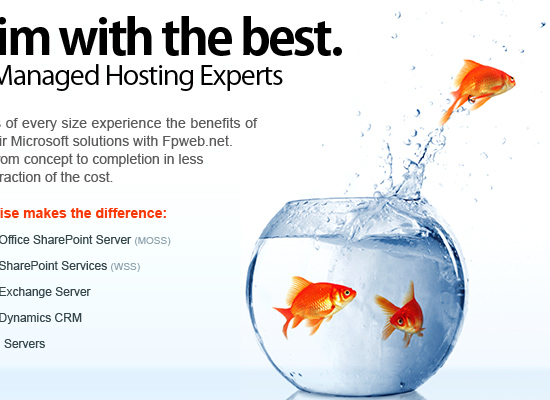 im with the best.
Managed Hosting Experts
s of every size experience the benefits of
ir Microsoft solutions with Fpweb.net.
rom concept to completion in less
raction of the cost.
ise makes the difference:
Office SharePoint Server (MOSS)
SharePoint Services (WSS)
Exchange Server
Dynamics CRM
Servers